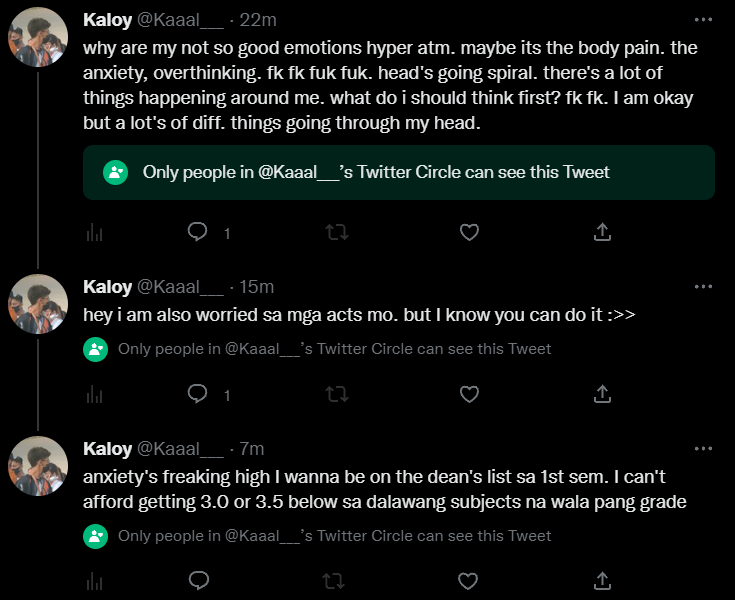 Kaloy @Kaaal___ · 22m
why are my not so good emotions hyper atm. maybe its the body pain. the
anxiety, overthinking. fk fk fuk fuk. head's going spiral. there's a lot of
things happening around me. what do i should think first? fk fk. I am okay
but a lot's of diff. things going through my head.
Only people in @Kaaal___'s Twitter Circle can see this Tweet
1
Kaloy @Kaaal___ · 15m
hey i am also worried sa mga acts mo. but I know you can do it :>>
Only people in @Kaaal___'s Twitter Circle can see this Tweet
1
Kaloy @Kaaal___ · 7m
anxiety's freaking high I wanna be on the dean's list sa 1st sem. I can't
afford getting 3.0 or 3.5 below sa dalawang subjects na wala pang grade
Only people in @Kaaal___'s Twitter Circle can see this Tweet